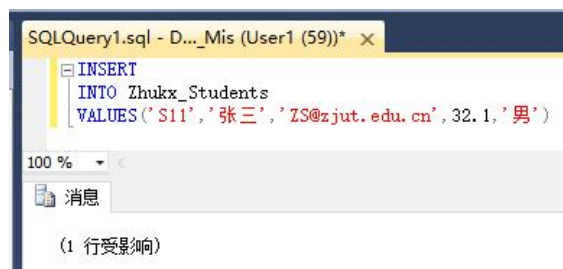 SQLQuery1.sql - D..._Mis (User1 (59))* ×
INSERT
INTO Zhukx_Students
VALUES('S11','张三','ZS@zjut.edu.cn',32.1,'男')
100 %
消息
(1 行受影响)